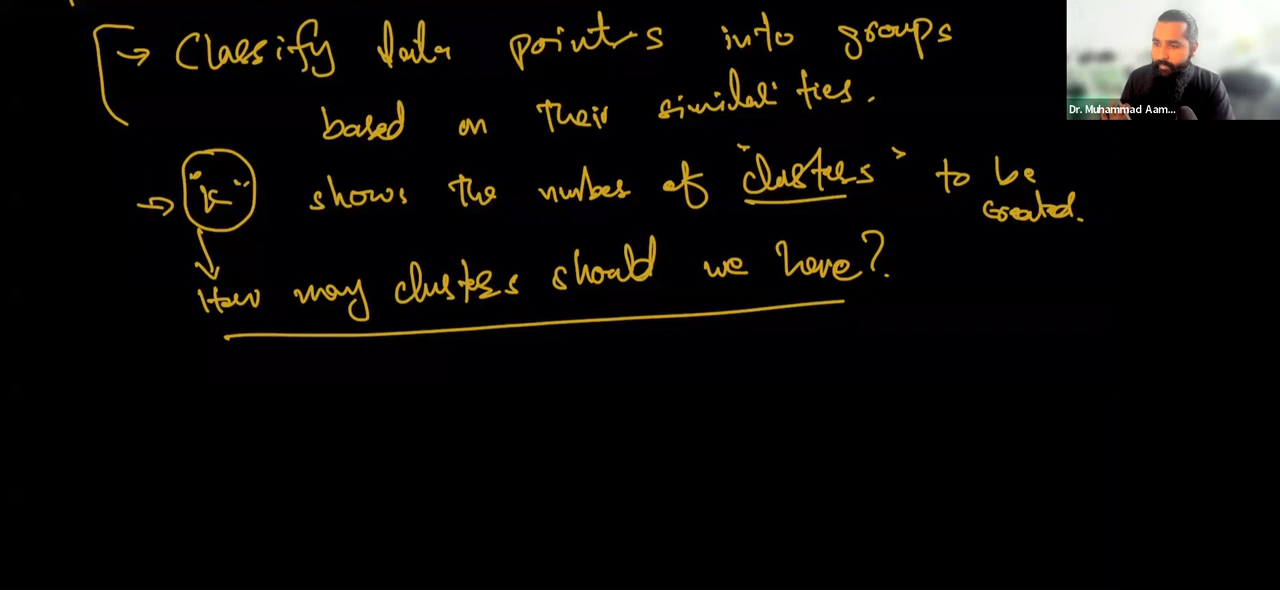 → Classify data points into groups
based on their similarities.
→ "K" shows the number of "clusters" to be
created.
How may clusters should we have?
Dr. Muhammad Aam...